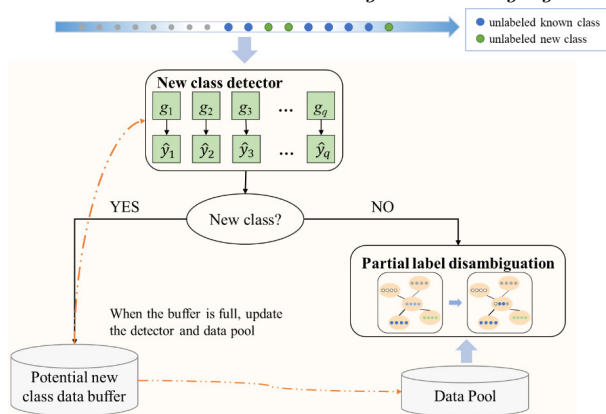 unlabeled known class
unlabeled new class
New class detector
g1 g2 g3 ... gq
ŷ1 ŷ2 ŷ3 ... ŷq
YES
New class?
NO
Partial label disambiguation
When the buffer is full, update
the detector and data pool
Potential new
class data buffer
Data Pool